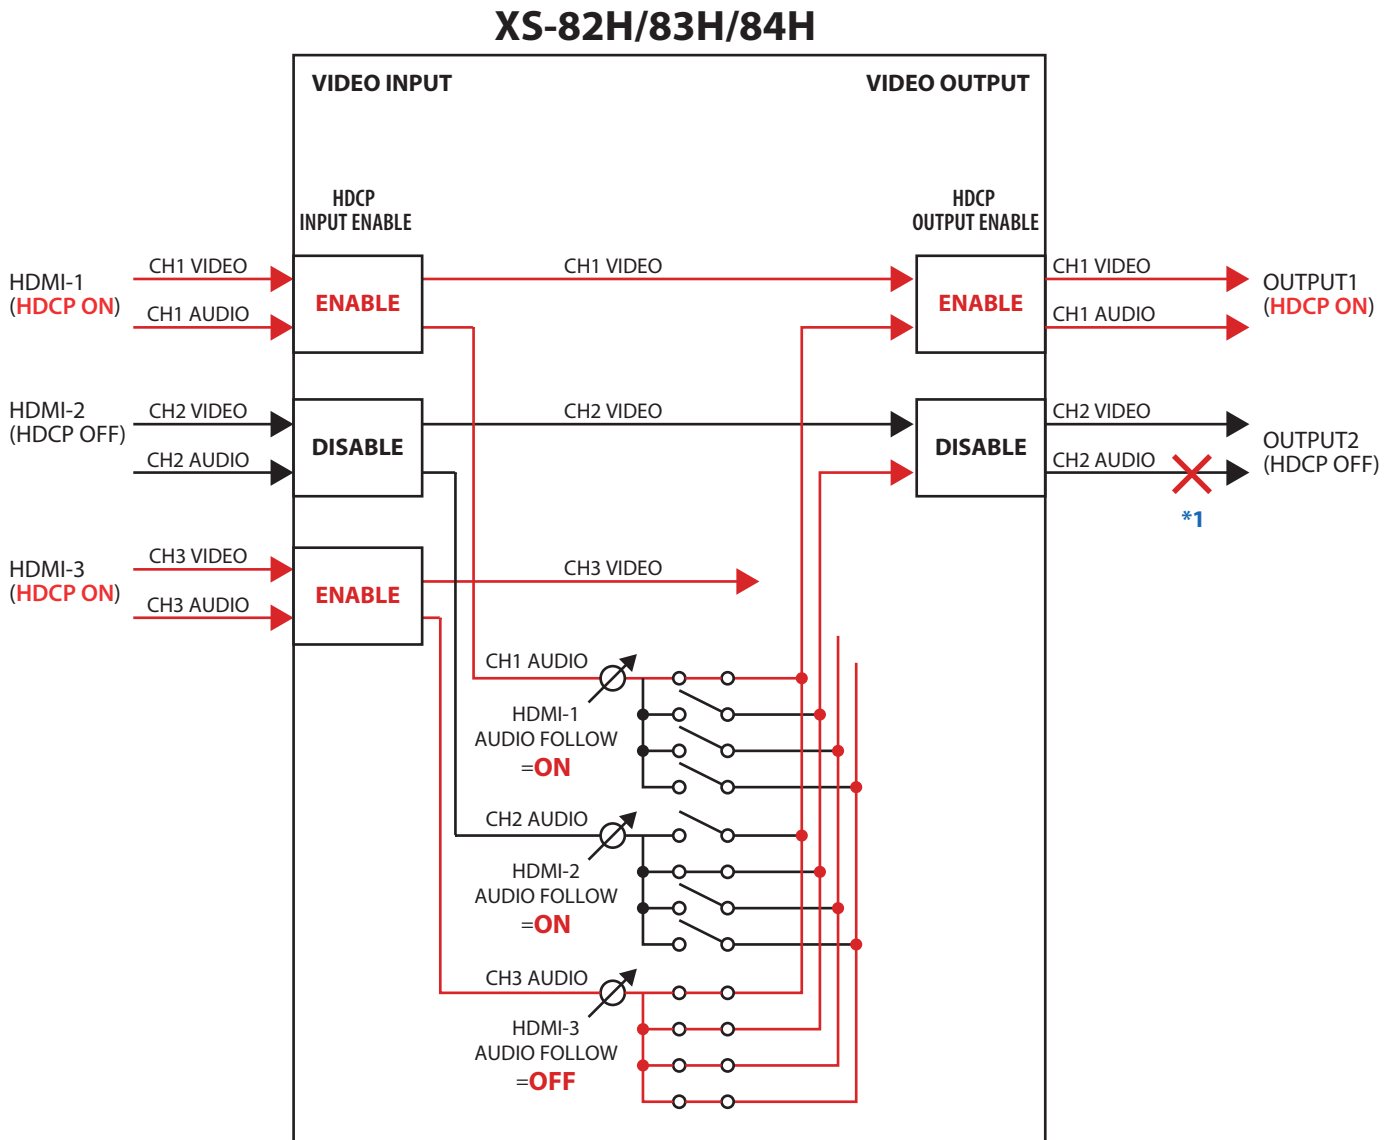 XS-82H/83H/84H
VIDEO INPUT
VIDEO OUTPUT
HDCP
INPUT ENABLE
HDCP
OUTPUT ENABLE
HDMI-1
(HDCP ON)
CH1 VIDEO
CH1 AUDIO
ENABLE
CH1 VIDEO
ENABLE
CH1 VIDEO
CH1 AUDIO
OUTPUT1
(HDCP ON)
HDMI-2
(HDCP OFF)
CH2 VIDEO
CH2 AUDIO
DISABLE
CH2 VIDEO
DISABLE
CH2 VIDEO
CH2 AUDIO
*1
OUTPUT2
(HDCP OFF)
HDMI-3
(HDCP ON)
CH3 VIDEO
CH3 AUDIO
ENABLE
CH3 VIDEO
CH1 AUDIO
HDMI-1
AUDIO FOLLOW
=ON
CH2 AUDIO
HDMI-2
AUDIO FOLLOW
=ON
CH3 AUDIO
HDMI-3
AUDIO FOLLOW
=OFF